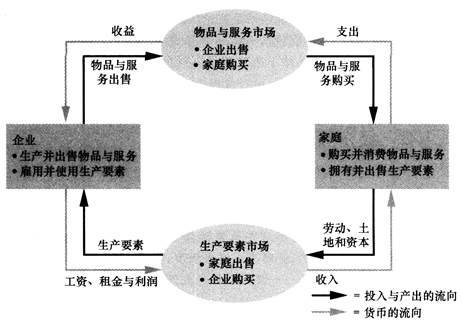 收益
物品与服务市场
• 企业出售
• 家庭购买
支出
物品与服
务出售
物品与服
务购买
企业
• 生产并出售物品与服务
• 雇用并使用生产要素
家庭
• 购买并消费物品与服务
• 拥有并出售生产要素
生产要素
生产要素市场
• 家庭出售
• 企业购买
劳动、土
地和资本
工资、租金与利润
收入
= 投入与产出的流向
= 货币的流向